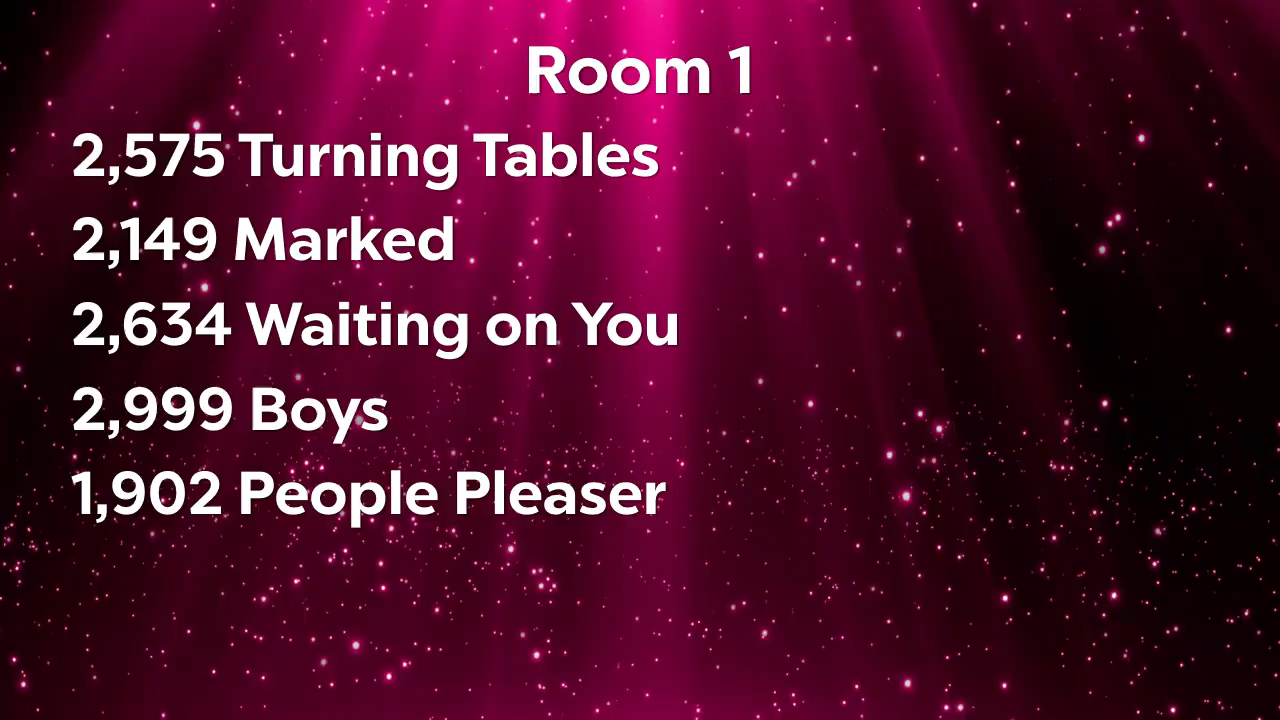 Room 1
2,575 Turning Tables
2,149 Marked
2,634 Waiting on You
2,999 Boys
1,902 People Pleaser